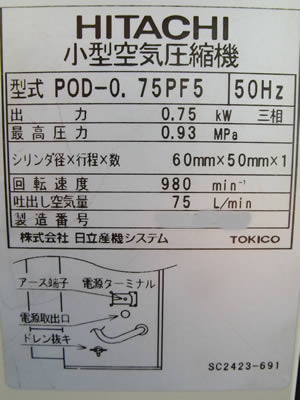 HITACHI
小型空気圧縮機
型式 POD-0.75PF5 50Hz
出力 0.75 kW 三相
最高圧力 0.93 MPa
シリンダ径×行程×数 60mm×50mm×1
回転速度 980 min⁻¹
吐出し空気量 75 L/min
製造番号
株式会社 日立産機システム TOKICO
アース端子 電源ターミナル
電源取出口
ドレン抜キ
SC2423-691